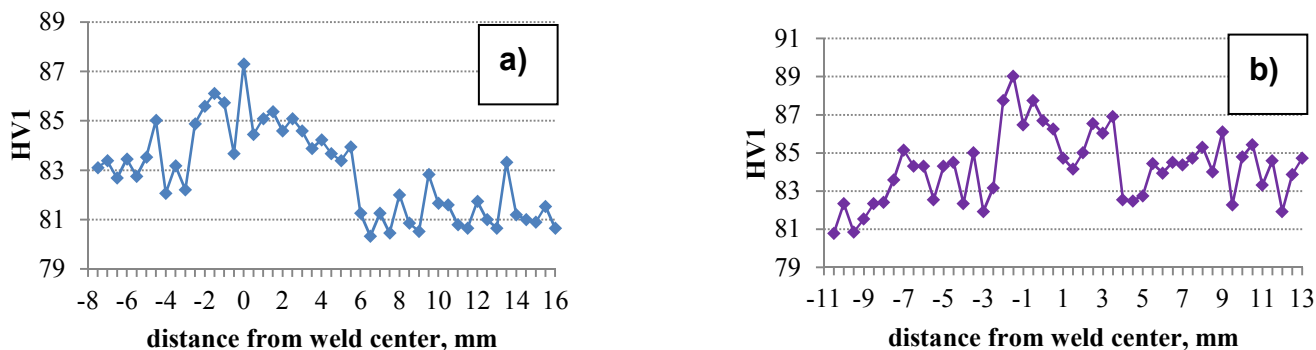 89
87
85
83
81
79
HV1
a)
-8 -6 -4 -2 0 2 4 6 8 10 12 14 16
distance from weld center, mm
91
89
87
85
83
81
79
HV1
b)
-11 -9 -7 -5 -3 -1 1 3 5 7 9 11 13
distance from weld center, mm